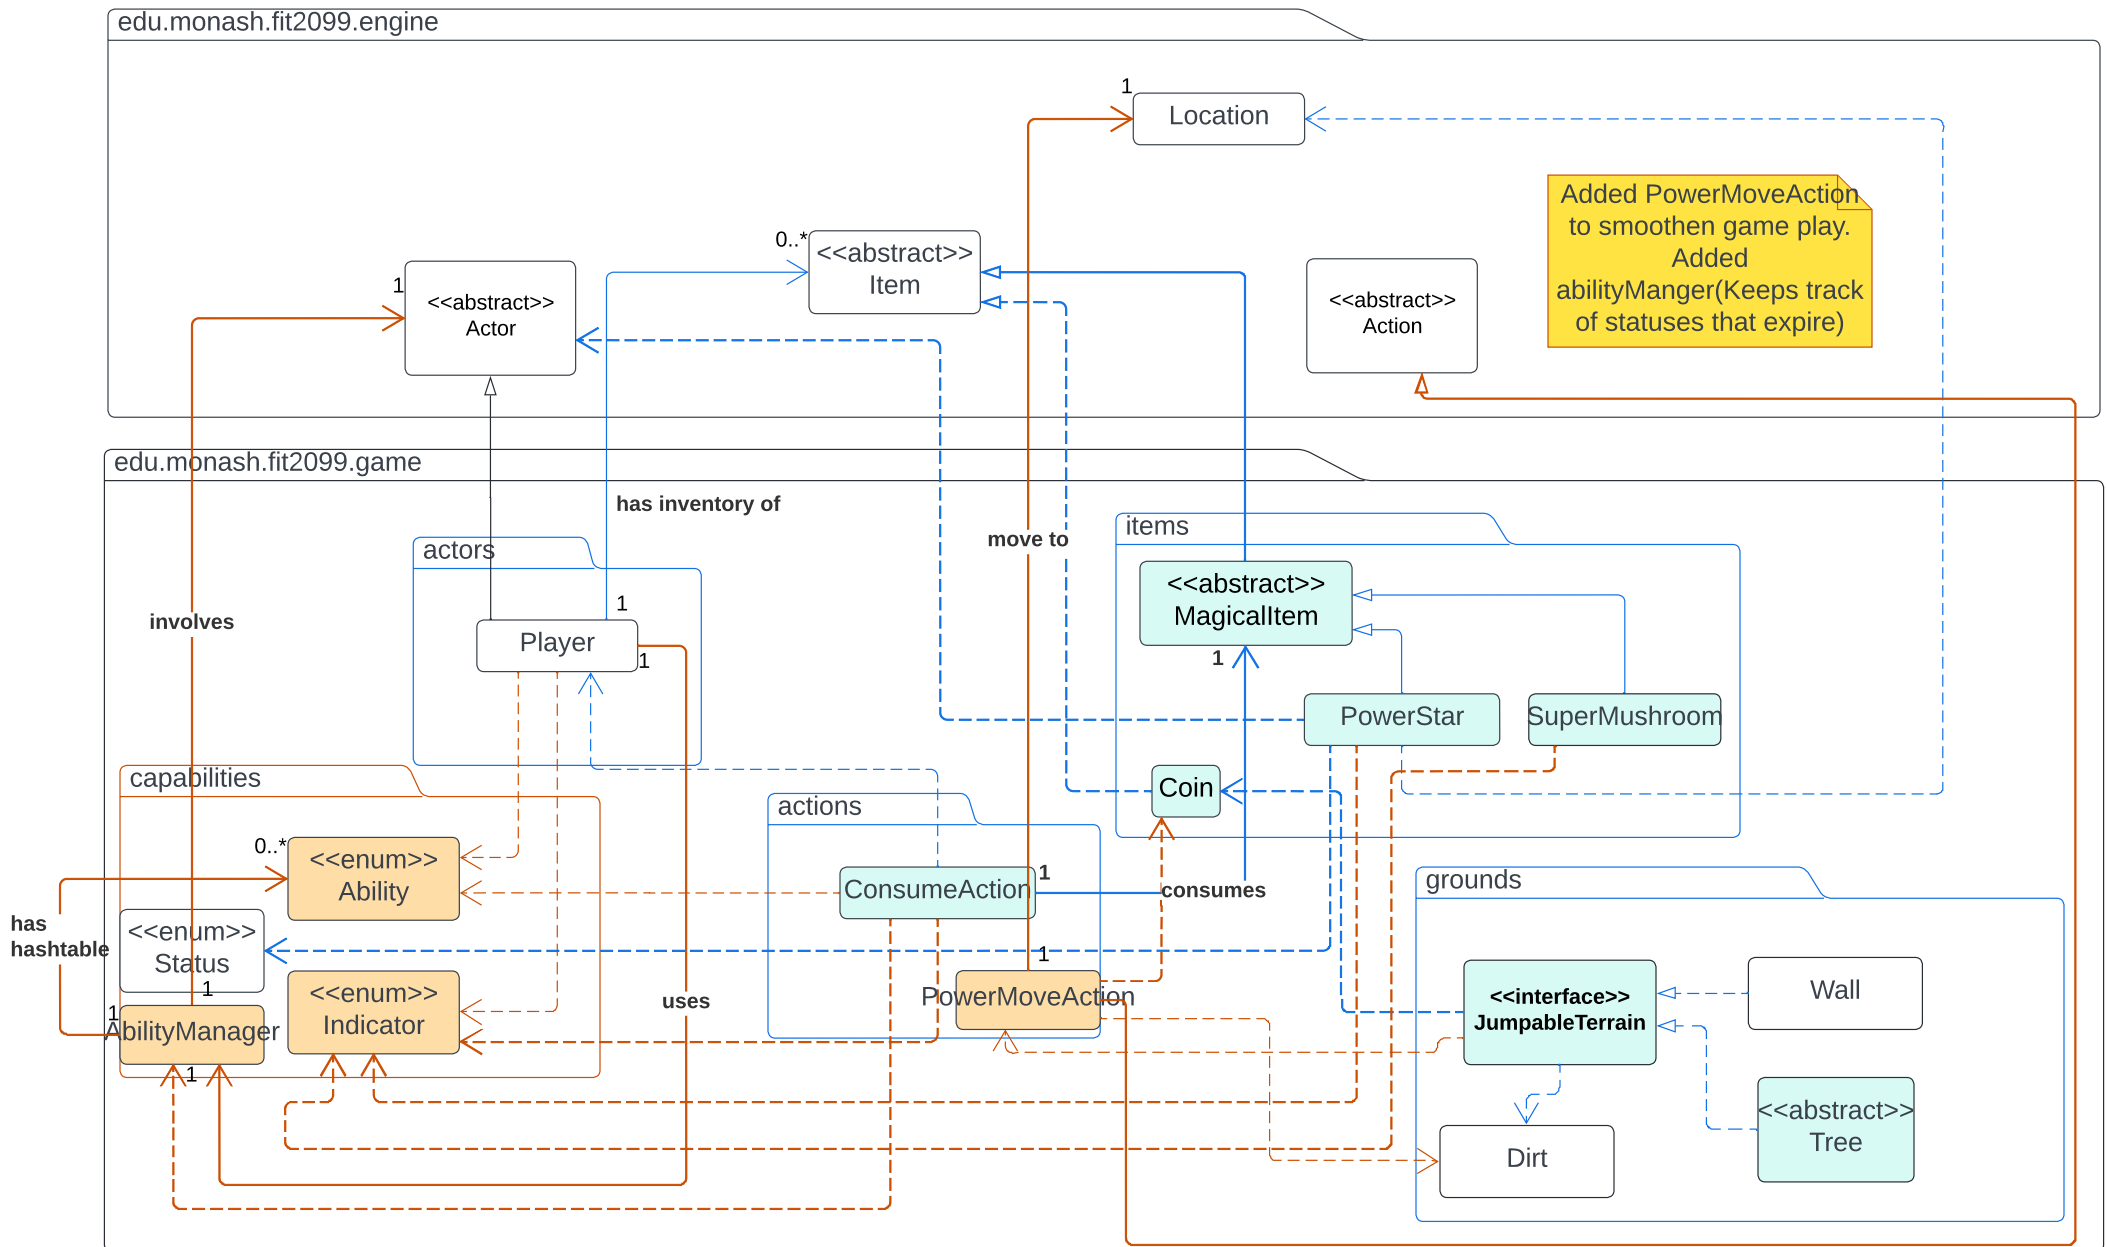 edu.monash.fit2099.engine
1
Location
Added PowerMoveAction
to smoothen game play.
Added
abilityManger(Keeps track
of statuses that expire)
0..*
<<abstract>>
Item
1
<<abstract>>
Actor
<<abstract>>
Action
edu.monash.fit2099.game
has inventory of
move to
items
actors
<<abstract>>
MagicalItem
1
involves
Player
1
1
PowerStar
SuperMushroom
capabilities
Coin
actions
0..*
<<enum>>
Ability
ConsumeAction
1
consumes
grounds
has
hashtable
<<enum>>
Status
1
<<enum>>
Indicator
uses
1
PowerMoveAction
<<interface>>
JumpableTerrain
Wall
1
AbilityManager
1
<<abstract>>
Tree
Dirt